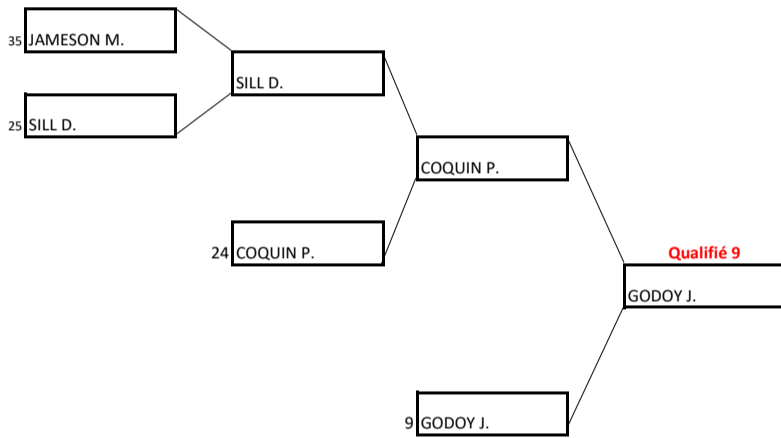 35 JAMESON M.
SILL D.
25 SILL D.
COQUIN P.
24 COQUIN P.
Qualifié 9
GODOY J.
9 GODOY J.